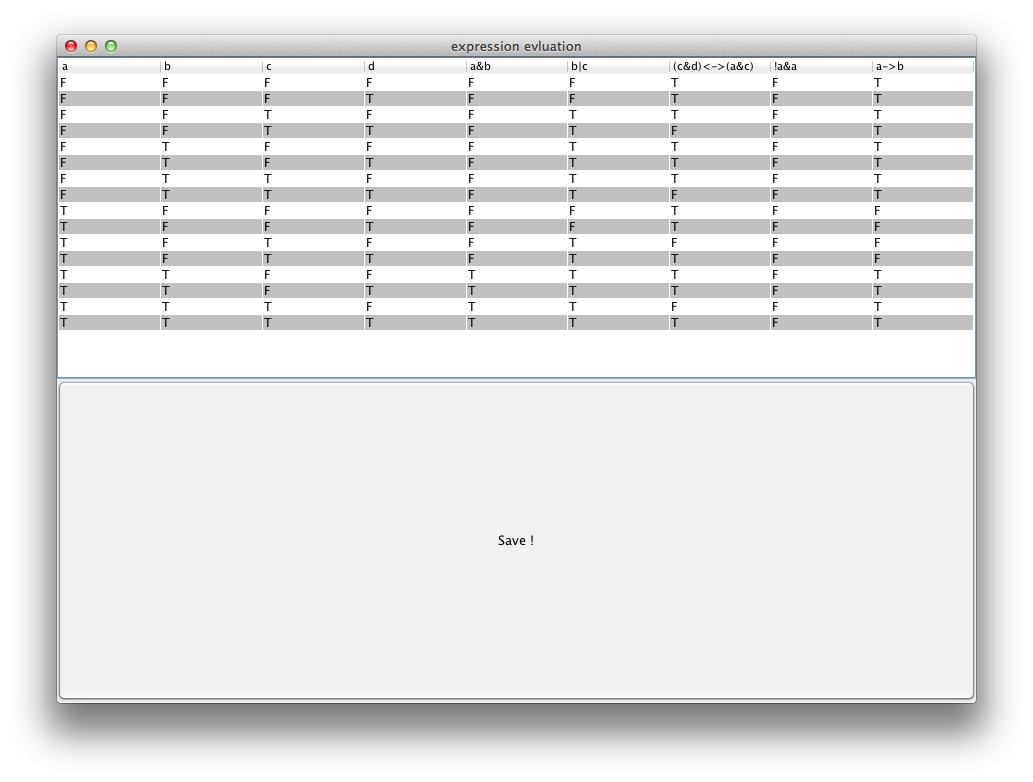 expression evluation
a b c d a&b b|c (c&d)<->(a&c) !a&a a->b
F F F F F F T F T
F F F T F F T F T
F F T F F T T F T
F F T T F T F F T
F T F F F T T F T
F T F T F T T F T
F T T F F T T F T
F T T T F T F F T
T F F F F F T F F
T F F T F F T F F
T F T F F T F F F
T F T T F T T F F
T T F F T T T F T
T T F T T T T F T
T T T F T T F F T
T T T T T T T F T
Save !